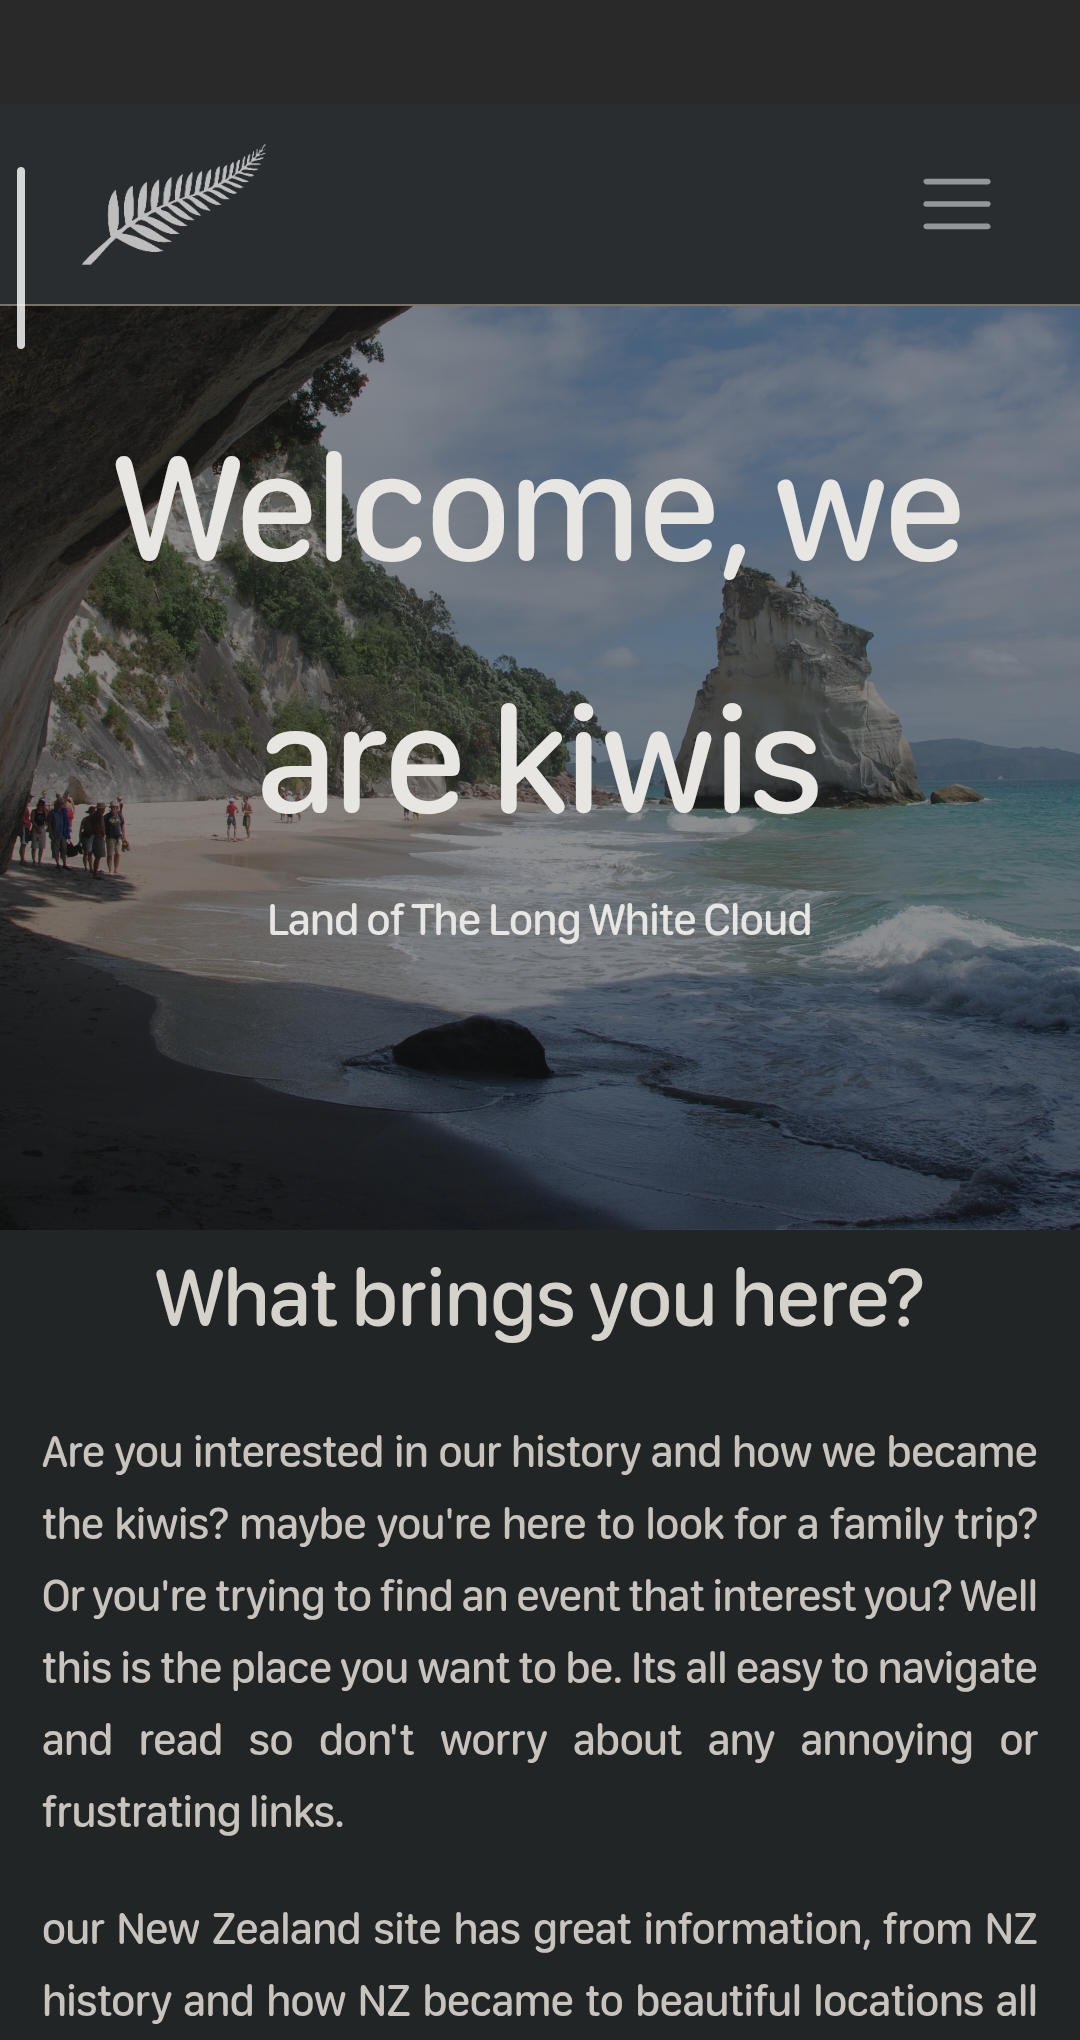 Welcome, we
are kiwis
Land of The Long White Cloud
What brings you here?
Are you interested in our history and how we became
the kiwis? maybe you're here to look for a family trip?
Or you're trying to find an event that interest you? Well
this is the place you want to be. Its all easy to navigate
and read so don't worry about any annoying or
frustrating links.
our New Zealand site has great information, from NZ
history and how NZ became to beautiful locations all